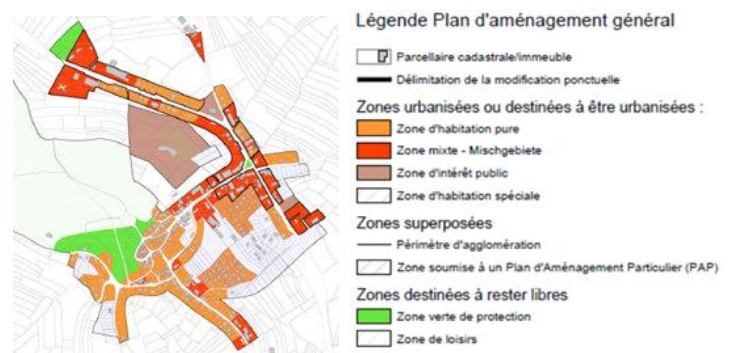 Légende Plan d'aménagement général
Parcellaire cadastrale/immeuble
Délimitation de la modification ponctuelle
Zones urbanisées ou destinées à être urbanisées :
Zone d'habitation pure
Zone mixte - Mischgebiete
Zone d'intérêt public
Zone d'habitation spéciale
Zones superposées
Périmètre d'agglomération
Zone soumise à un Plan d'Aménagement Particulier (PAP)
Zones destinées à rester libres
Zone verte de protection
Zone de loisirs